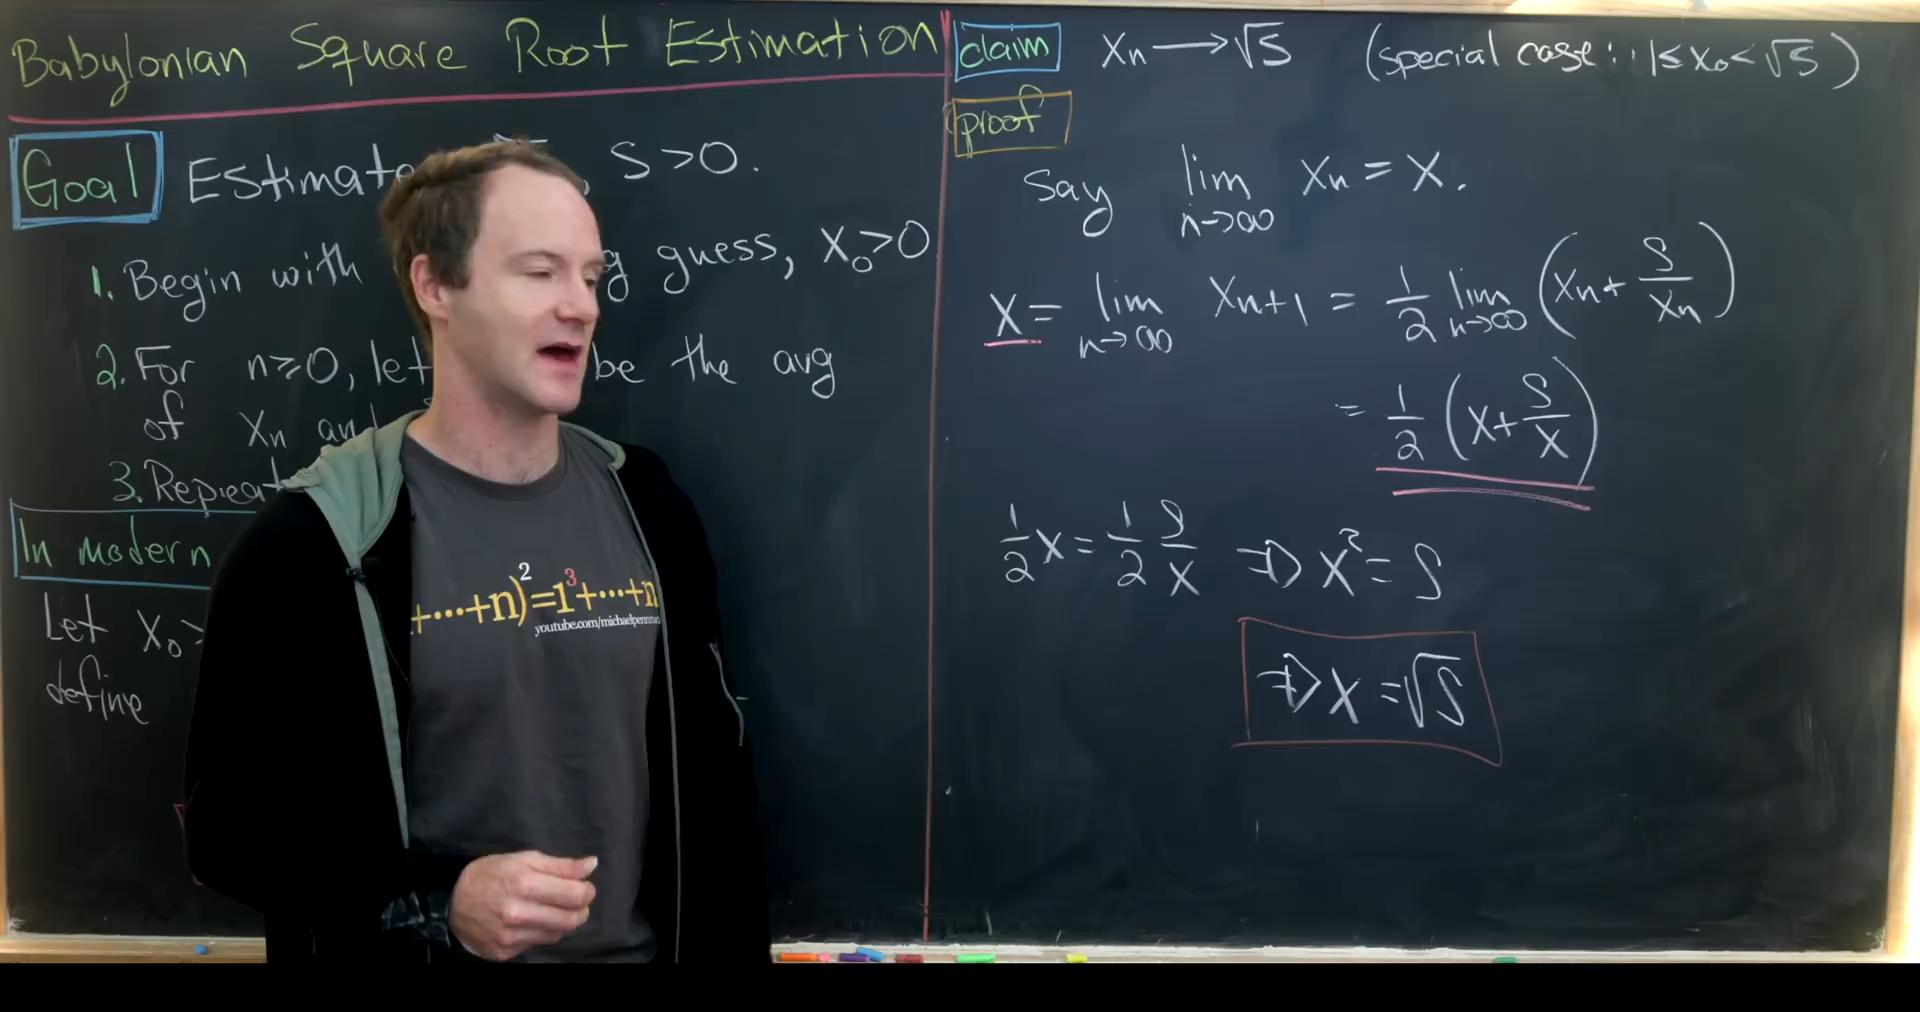 Babylonian Square Root Estimation
Goal Estimate , S>0.
1. Begin with guess, X₀>0
2. For n≥0, let be the avg
of Xₙ and
3. Repeat
In modern
Let X₀>
define
claim Xₙ → √S (special case: 1≤X₀<√S)
proof
Say lim n→∞ Xₙ = X.
X = lim n→∞ Xₙ₊₁ = 1/2 lim n→∞ (Xₙ + S/Xₙ)
= 1/2 (X + S/X)
1/2 X = 1/2 S/X ⇒ X² = S
⇒ X = √S
+···+n)²=1³+···+n
youtube.com/michaelpenn